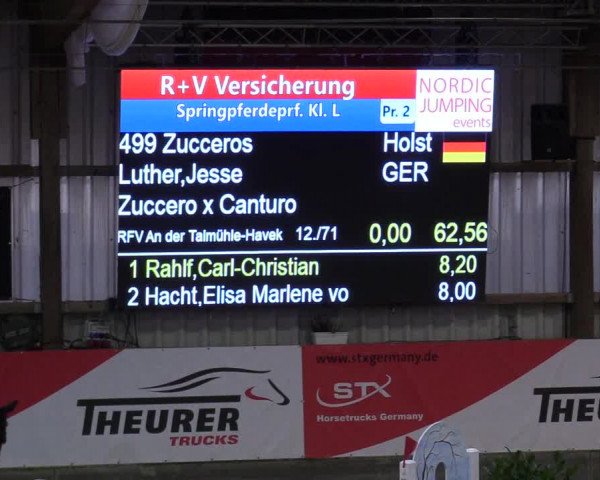 R+V Versicherung
NORDIC
JUMPING
events
Springpferdeprf. Kl. L
Pr. 2
499 Zucceros Holst
Luther,Jesse GER
Zuccero x Canturo
RFV An der Talmühle-Havek 12./71 0,00 62,56
1 Rahlf,Carl-Christian 8,20
2 Hacht,Elisa Marlene vo 8,00
www.stxgermany.de
STX
Horsetrucks Germany
THEURER
TRUCKS
THE